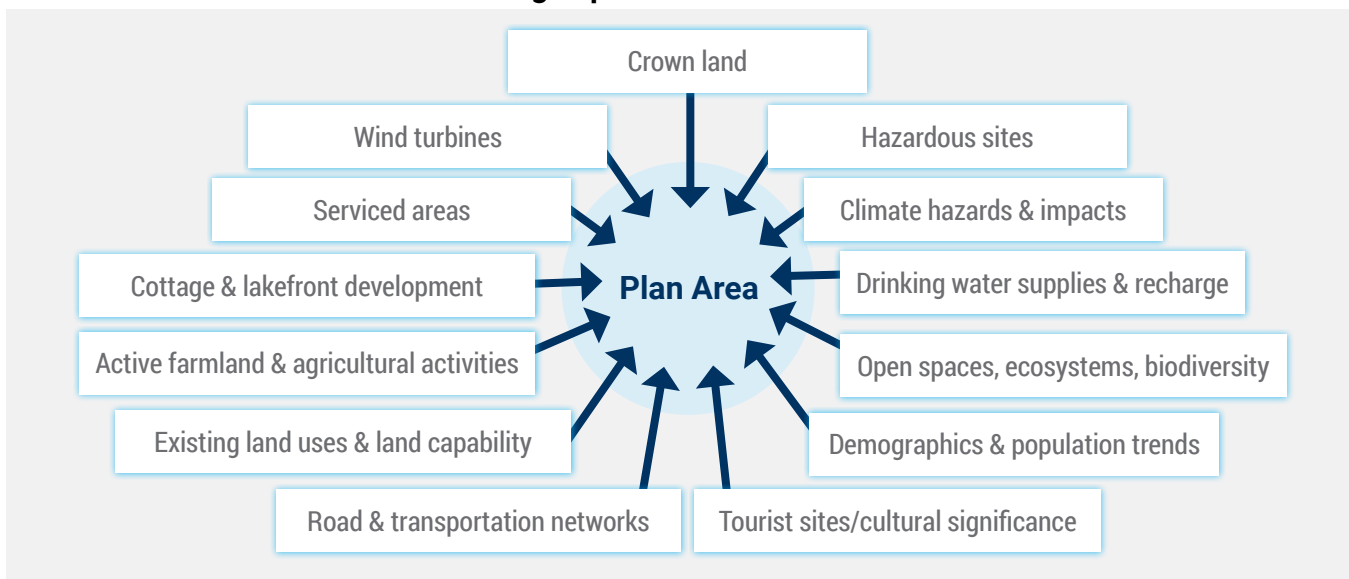 Crown land
Wind turbines
Hazardous sites
Serviced areas
Climate hazards & impacts
Cottage & lakefront development
Plan Area
Drinking water supplies & recharge
Active farmland & agricultural activities
Open spaces, ecosystems, biodiversity
Existing land uses & land capability
Demographics & population trends
Road & transportation networks
Tourist sites/cultural significance